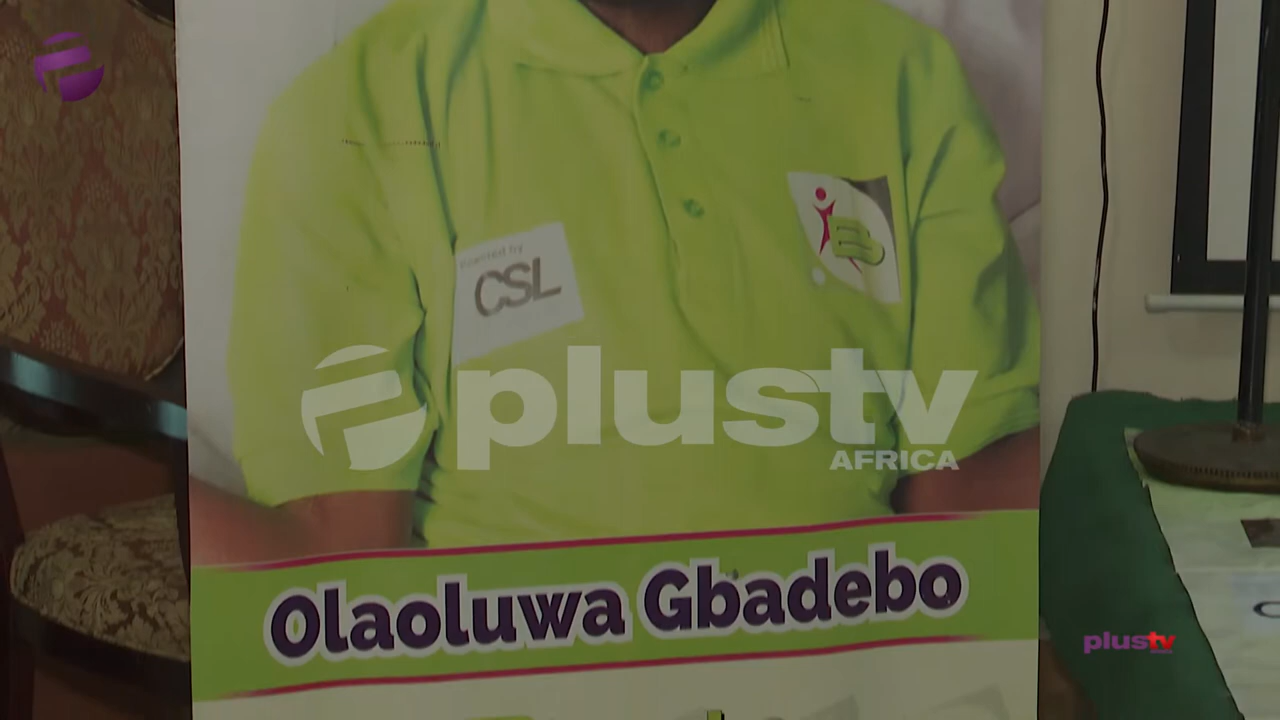 Powered by
CSL
plustv
AFRICA
Olaoluwa Gbadebo
plustv